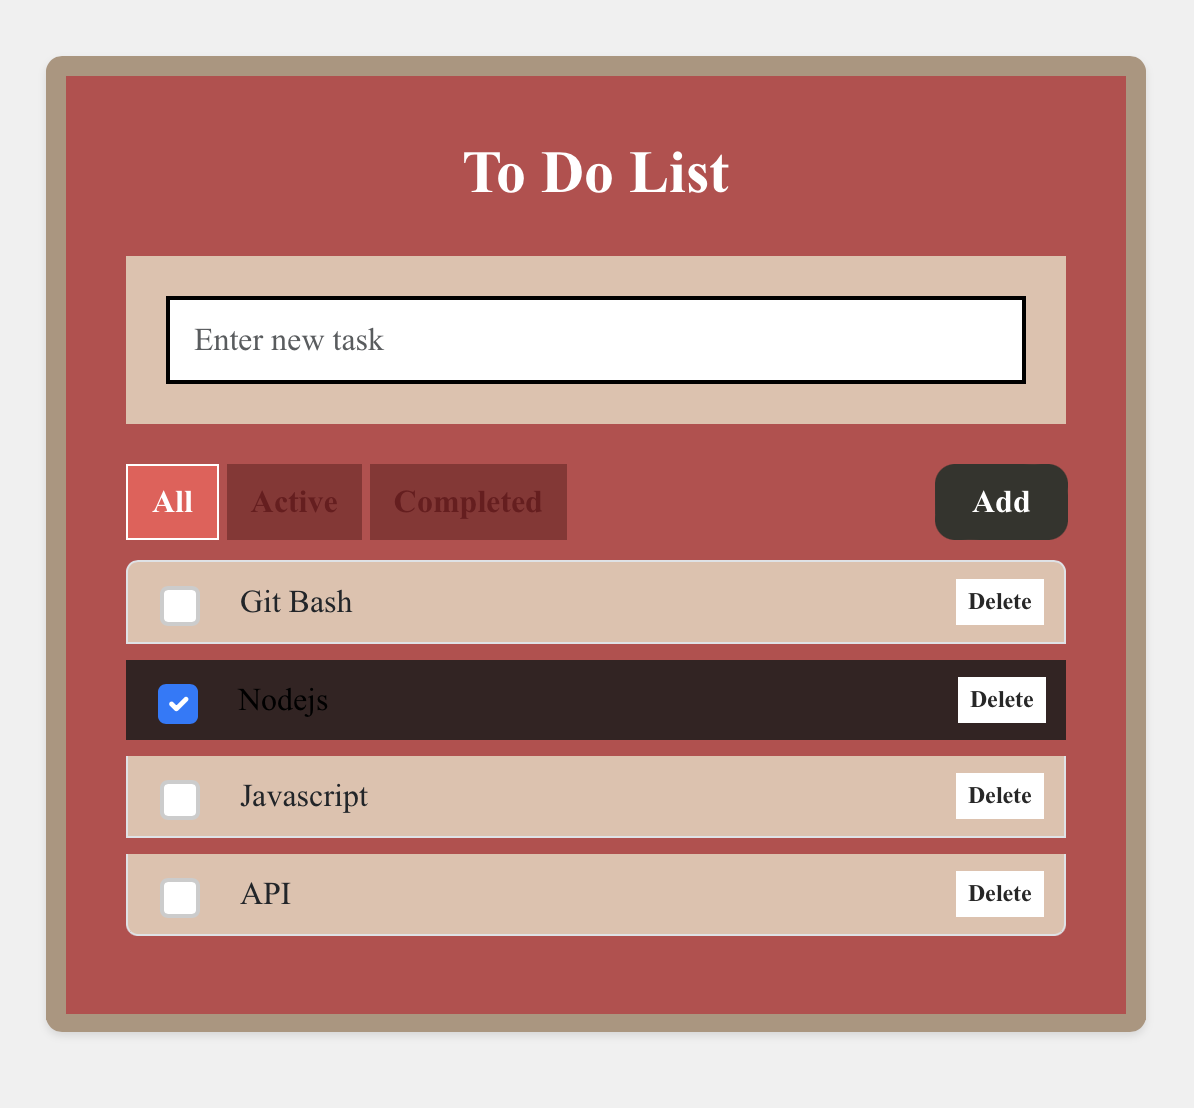 To Do List
Enter new task
All Active Completed Add
Git Bash Delete
Nodejs Delete
Javascript Delete
API Delete